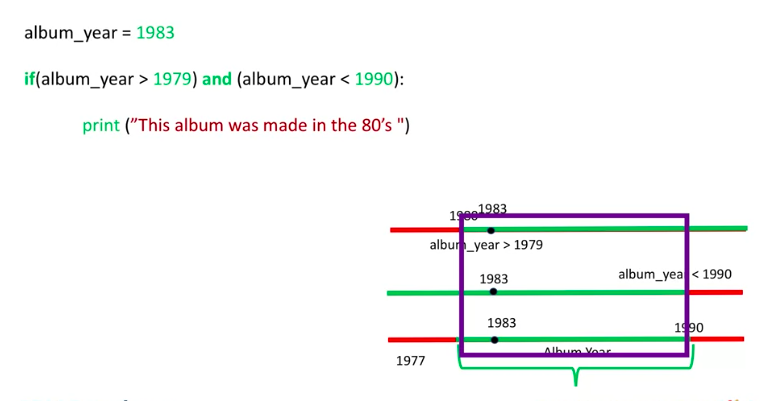 album_year = 1983
if(album_year > 1979) and (album_year < 1990):
print (”This album was made in the 80’s ")
1980 1983
album_year > 1979
album_year < 1990
1983
1983
1990
Album Year
1977